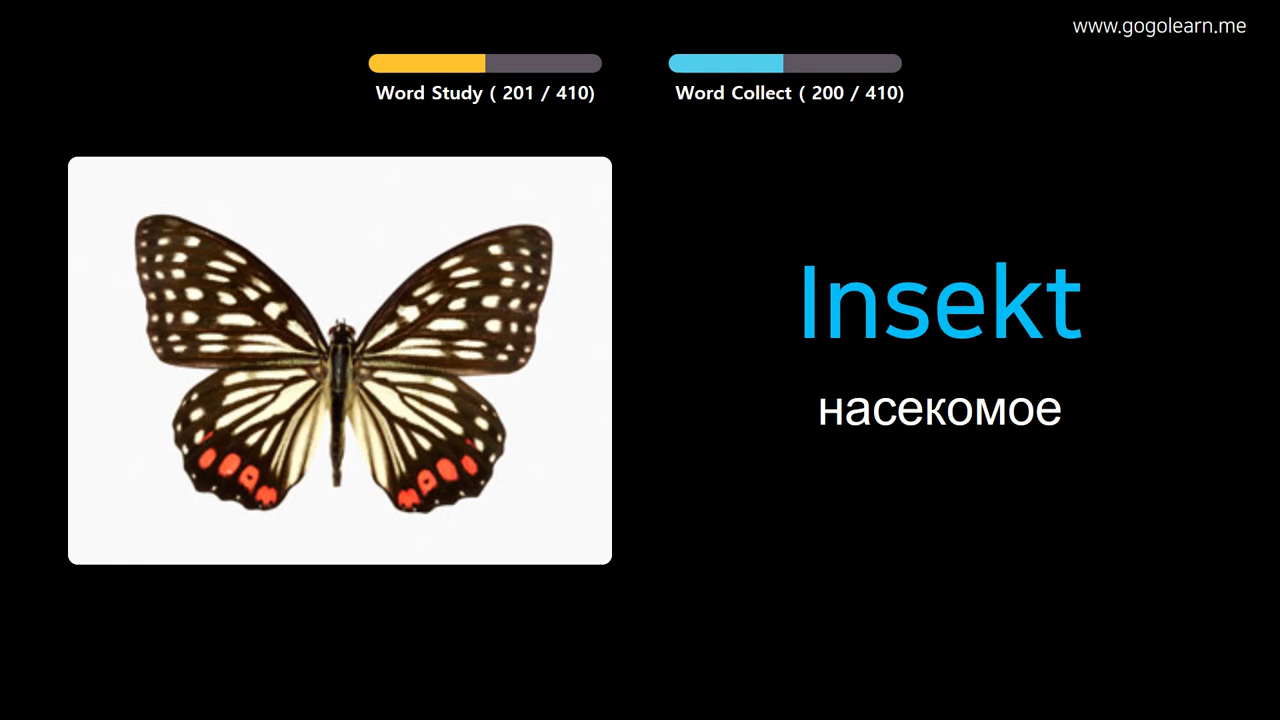 www.gogolearn.me
Word Study ( 201 / 410)
Word Collect ( 200 / 410)
Insekt
насекомое